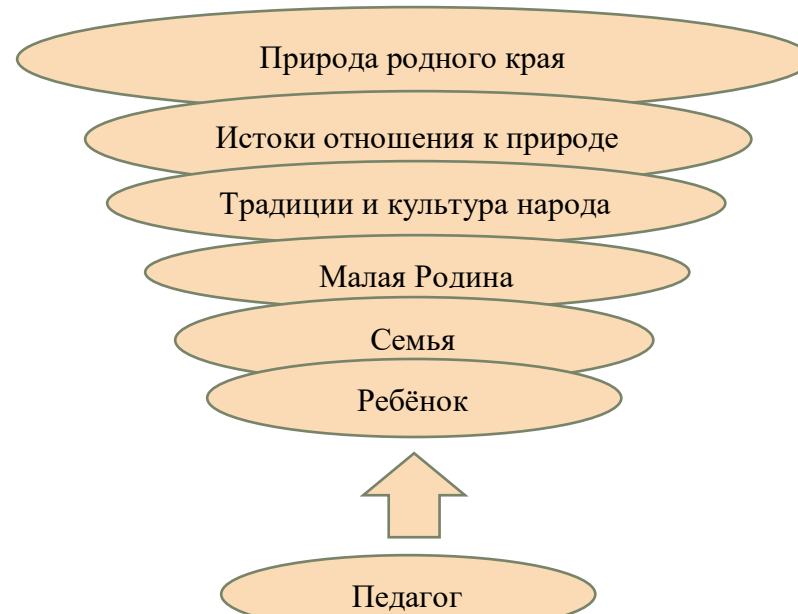 Природа родного края
Истоки отношения к природе
Традиции и культура народа
Малая Родина
Семья
Ребёнок
Педагог